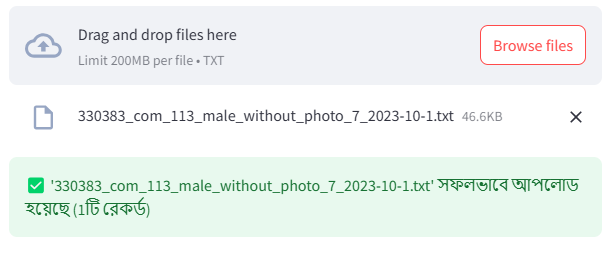 Drag and drop files here
Limit 200MB per file • TXT
Browse files
330383_com_113_male_without_photo_7_2023-10-1.txt 46.6KB
'330383_com_113_male_without_photo_7_2023-10-1.txt' সফলভাবে আপলোড
হয়েছে (1টি রেকর্ড)